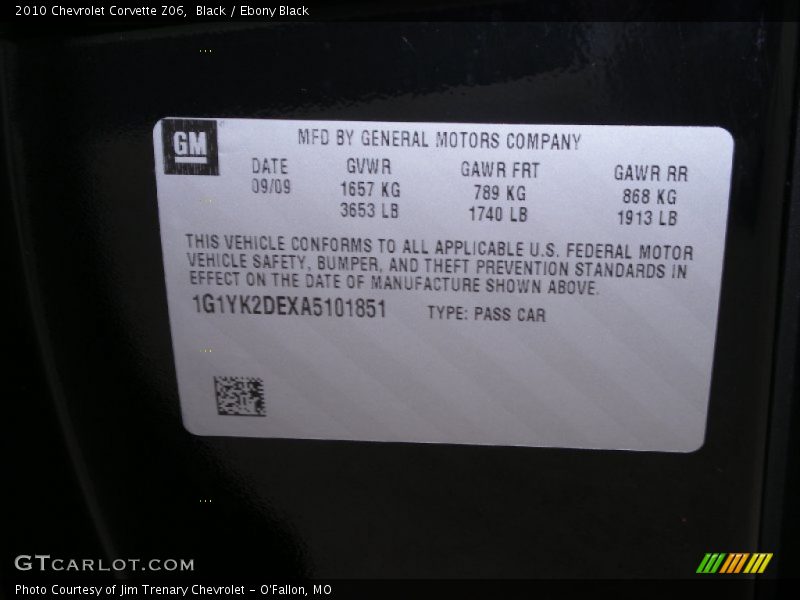 2010 Chevrolet Corvette Z06, Black / Ebony Black
GM
MFD BY GENERAL MOTORS COMPANY
DATE GVWR GAWR FRT GAWR RR
09/09 1657 KG 789 KG 868 KG
3653 LB 1740 LB 1913 LB
THIS VEHICLE CONFORMS TO ALL APPLICABLE U.S. FEDERAL MOTOR
VEHICLE SAFETY, BUMPER, AND THEFT PREVENTION STANDARDS IN
EFFECT ON THE DATE OF MANUFACTURE SHOWN ABOVE.
1G1YK2DEXA5101851 TYPE: PASS CAR
GTCARLOT.COM
Photo Courtesy of Jim Trenary Chevrolet - O'Fallon, MO